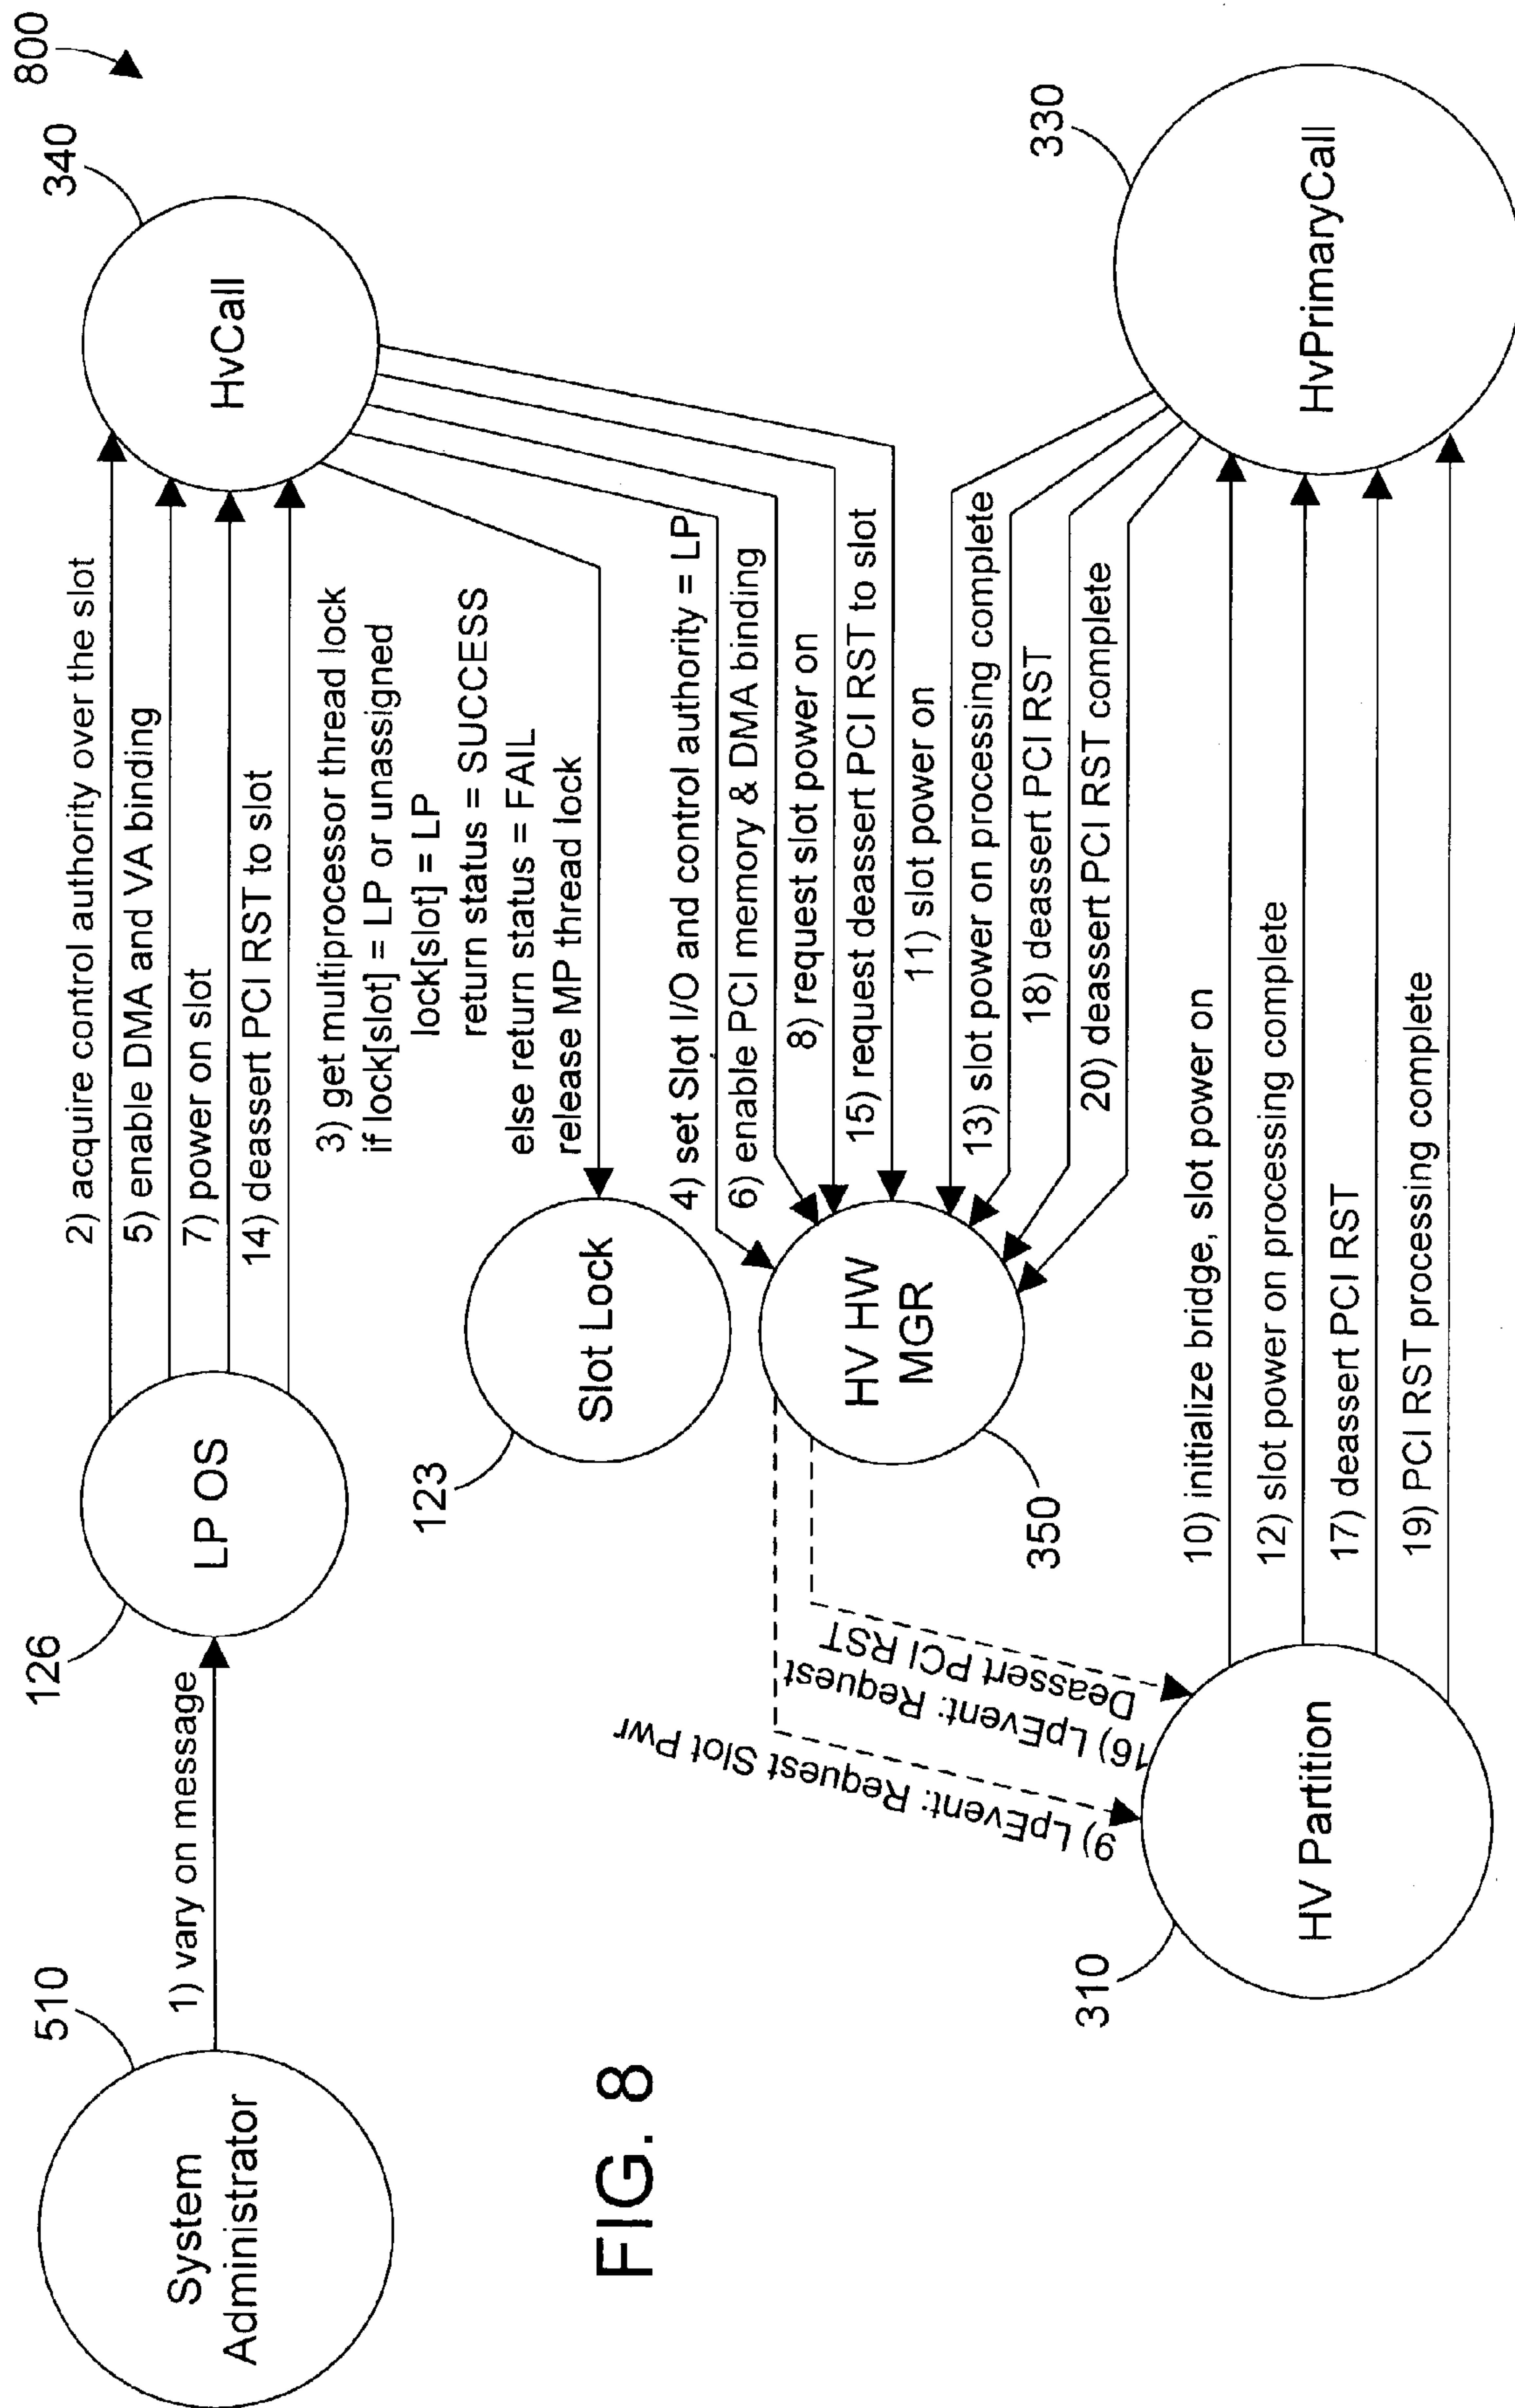 800
510
System
Administrator
1) vary on message
126
LP OS
2) acquire control authority over the slot
5) enable DMA and VA binding
7) power on slot
14) deassert PCI RST to slot
340
HvCall
3) get multiprocessor thread lock
if lock[slot] = LP or unassigned
lock[slot] = LP
return status = SUCCESS
else return status = FAIL
release MP thread lock
123
Slot Lock
4) set Slot I/O and control authority = LP
6) enable PCI memory & DMA binding
8) request slot power on
15) request deassert PCI RST to slot
HV HW
MGR
350
11) slot power on
13) slot power on processing complete
18) deassert PCI RST
20) deassert PCI RST complete
330
HvPrimaryCall
9) LpEvent: Request Slot Pwr
16) LpEvent: Request
Deassert PCI RST
310
HV Partition
10) initialize bridge, slot power on
12) slot power on processing complete
17) deassert PCI RST
19) PCI RST processing complete
FIG. 8